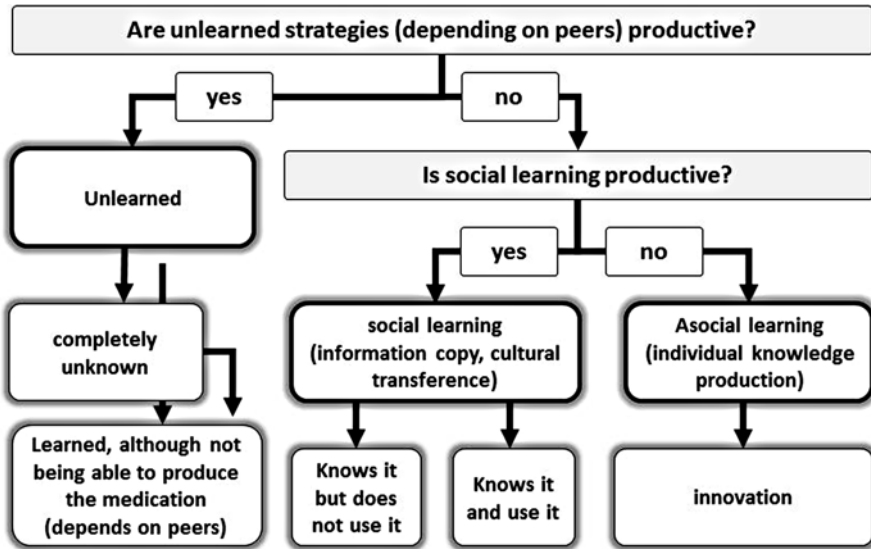 Are unlearned strategies (depending on peers) productive?
yes
no
Unlearned
Is social learning productive?
yes
no
completely
unknown
social learning
(information copy, cultural
transference)
Asocial learning
(individual knowledge
production)
Learned, although not
being able to produce
the medication
(depends on peers)
Knows it
but does
not use it
Knows it
and use it
innovation